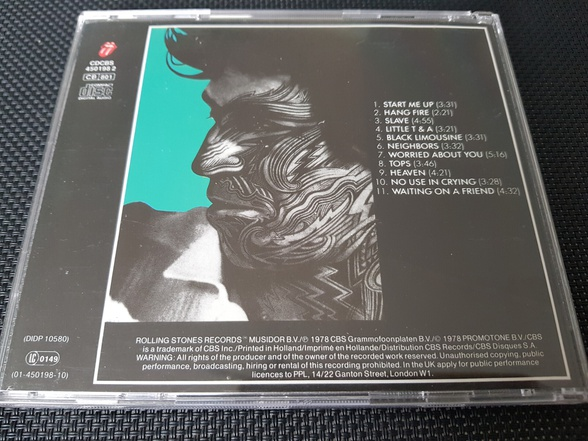 CDCBS
450198 2
CB 801
COMPACT
disc
DIGITAL AUDIO
1. START ME UP (3:31)
2. HANG FIRE (2:21)
3. SLAVE (4:55)
4. LITTLE T & A (3:21)
5. BLACK LIMOUSINE (3:31)
6. NEIGHBORS (3:32)
7. WORRIED ABOUT YOU (5:16)
8. TOPS (3:46)
9. HEAVEN (4:21)
10. NO USE IN CRYING (3:28)
11. WAITING ON A FRIEND (4:32)
(DIDP 10580)
LC 0149
(01-450198-10)
ROLLING STONES RECORDS™ MUSIDOR B.V./℗ 1978 CBS Grammofoonplaten B.V./© 1978 PROMOTONE B.V./CBS
is a trademark of CBS Inc./Printed in Holland/Imprimé en Hollande/Distribution CBS Records/CBS Disques S.A.
WARNING: All rights of the producer and of the owner of the recorded work reserved. Unauthorised copying, public
performance, broadcasting, hiring or rental of this recording prohibited. In the UK apply for public performance
licences to PPL, 14/22 Ganton Street, London W1.